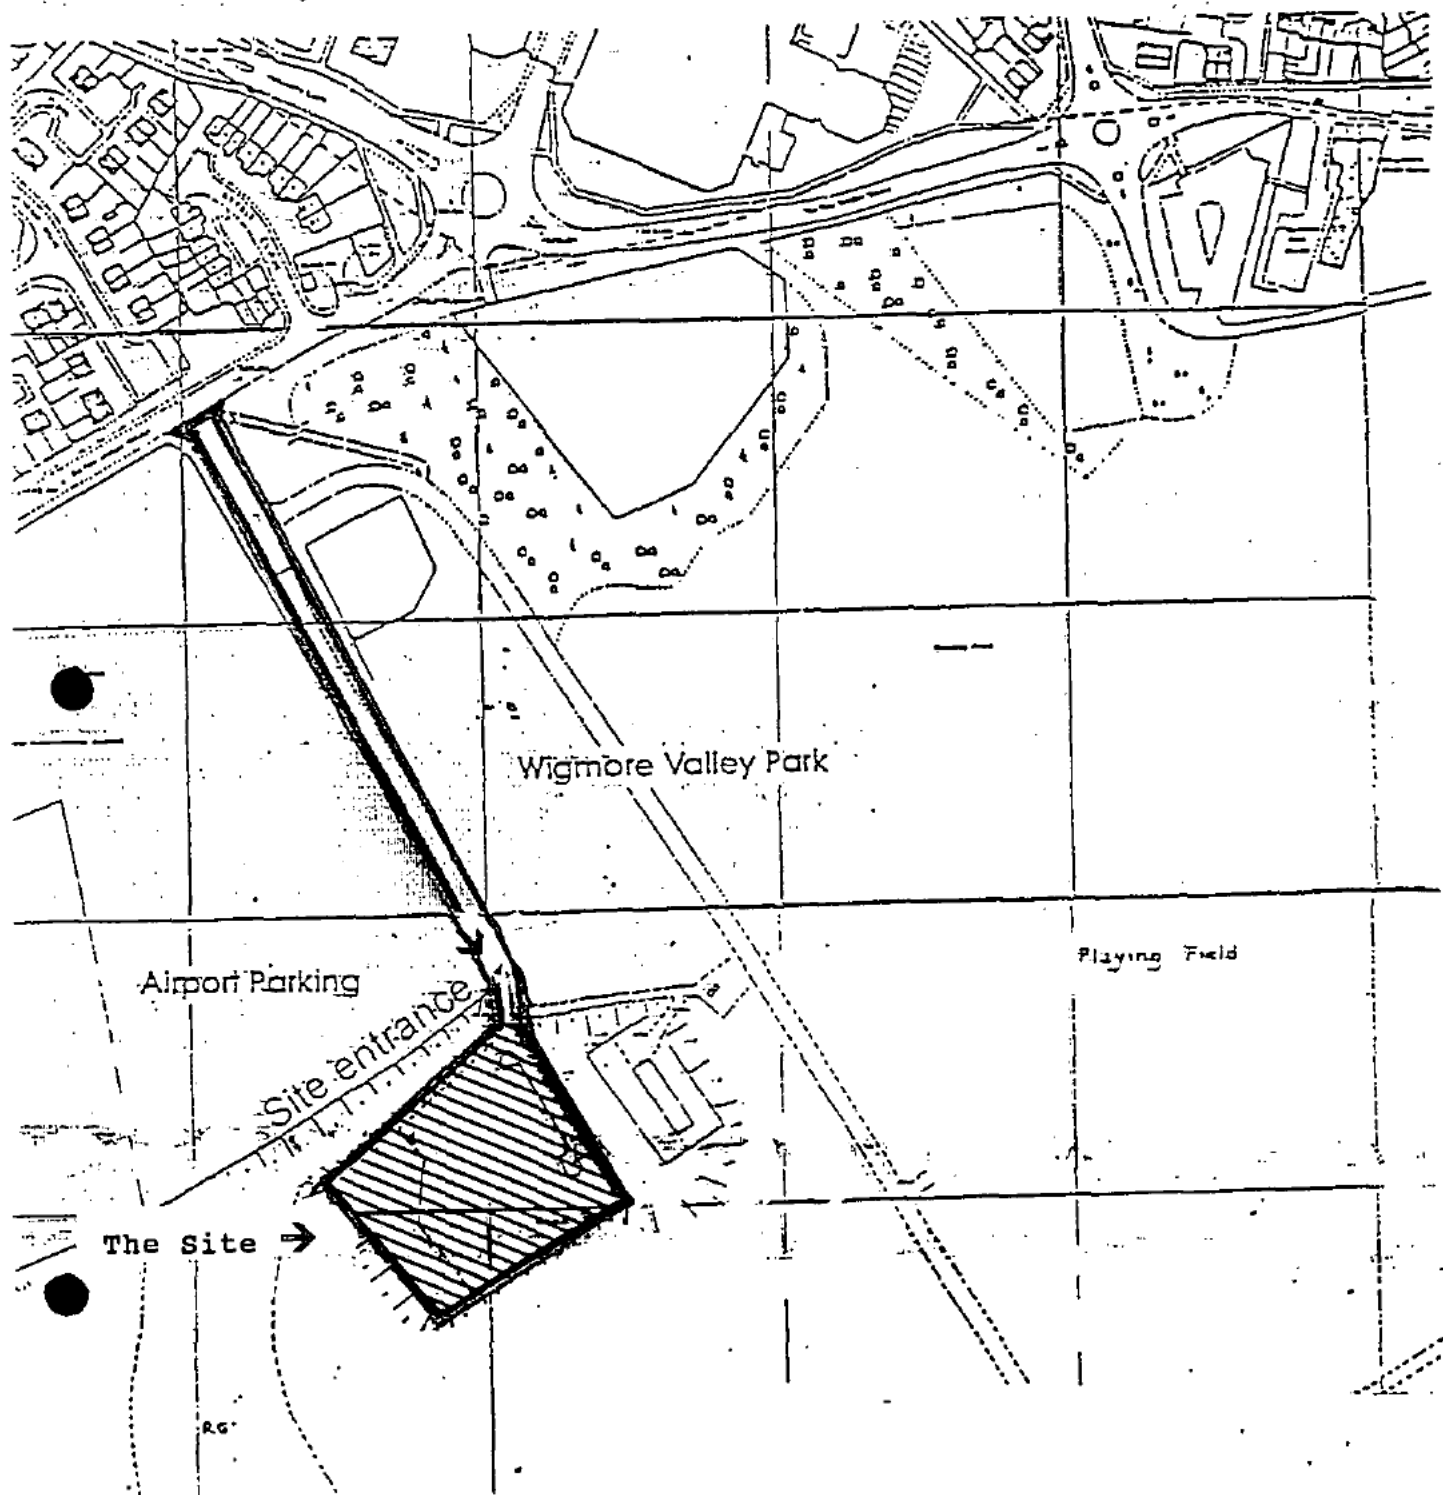 Wigmore Valley Park
Playing Field
Airport Parking
Site entrance
The Site